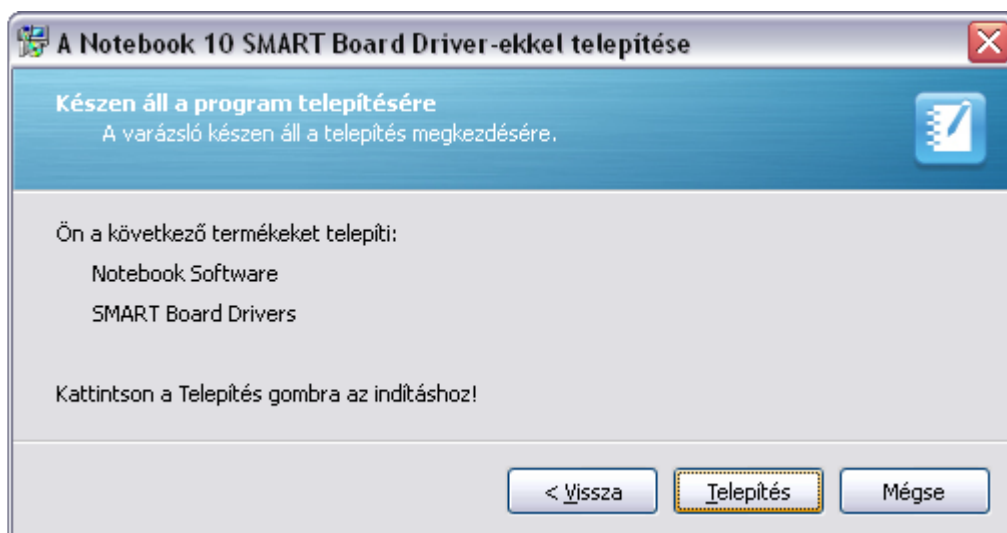 A Notebook 10 SMART Board Driver-ekkel telepítése
Készen áll a program telepítésére
A varázsló készen áll a telepítés megkezdésére.
Ön a következő termékeket telepíti:
Notebook Software
SMART Board Drivers
Kattintson a Telepítés gombra az indításhoz!
< Vissza Telepítés Mégse